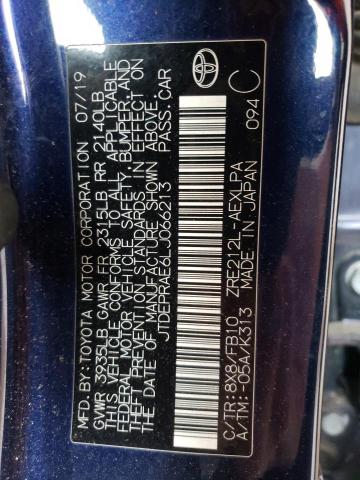 MFD.BY:TOYOTA MOTOR CORPORATION 07/19
GVWR 3935LB GAWR FR 2315LB RR 2140LB
THIS VEHICLE CONFORMS TO ALL APPLICABLE
FEDERAL MOTOR VEHICLE SAFETY, BUMPER, AND
THEFT PREVENTION STANDARDS IN EFFECT ON
THE DATE OF MANUFACTURE SHOWN ABOVE.
JTDEPRAE6LJ066213 PASS.CAR
C/TR:8X8/FB10 ZRE212L-AEXLPA
A/TM:-05A/K313 MADE IN JAPAN
094 C
TOYOTA